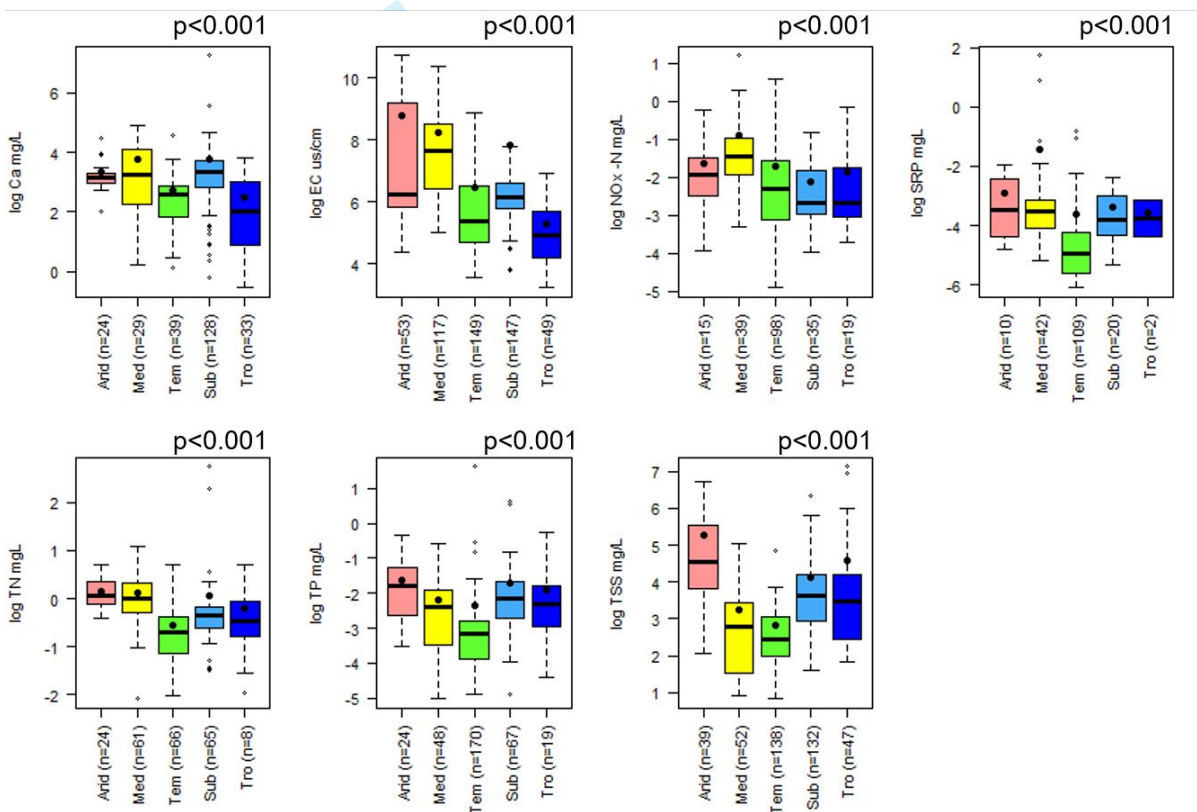 p<0.001
p<0.001
p<0.001
p<0.001
log Ca mg/L
6
4
2
0
Arid (n=24)
Med (n=29)
Tem (n=39)
Sub (n=128)
Tro (n=33)
log EC us/cm
10
8
6
4
Arid (n=53)
Med (n=117)
Tem (n=149)
Sub (n=147)
Tro (n=49)
log NOx -N mg/L
1
0
-1
-2
-3
-4
-5
Arid (n=15)
Med (n=39)
Tem (n=98)
Sub (n=35)
Tro (n=19)
log SRP mgL
2
0
-2
-4
-6
Arid (n=10)
Med (n=42)
Tem (n=109)
Sub (n=20)
Tro (n=2)
p<0.001
p<0.001
p<0.001
log TN mgL
2
1
0
-1
-2
Arid (n=24)
Med (n=61)
Tem (n=66)
Sub (n=65)
Tro (n=8)
log TP mg/L
1
0
-1
-2
-3
-4
-5
Arid (n=24)
Med (n=48)
Tem (n=170)
Sub (n=67)
Tro (n=19)
log TSS mg/L
7
6
5
4
3
2
1
Arid (n=39)
Med (n=52)
Tem (n=138)
Sub (n=132)
Tro (n=47)